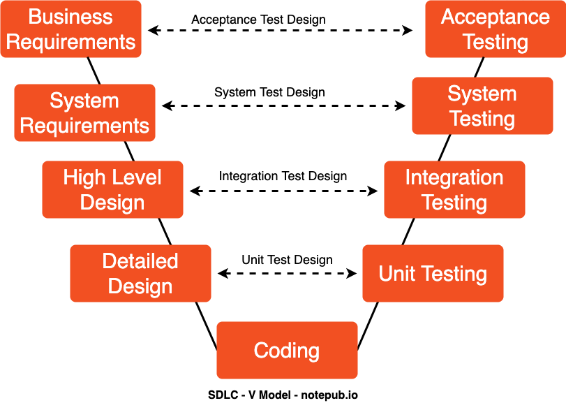 Business
Requirements
Acceptance Test Design
Acceptance
Testing
System
Requirements
System Test Design
System
Testing
High Level
Design
Integration Test Design
Integration
Testing
Detailed
Design
Unit Test Design
Unit Testing
Coding
SDLC - V Model - notepub.io